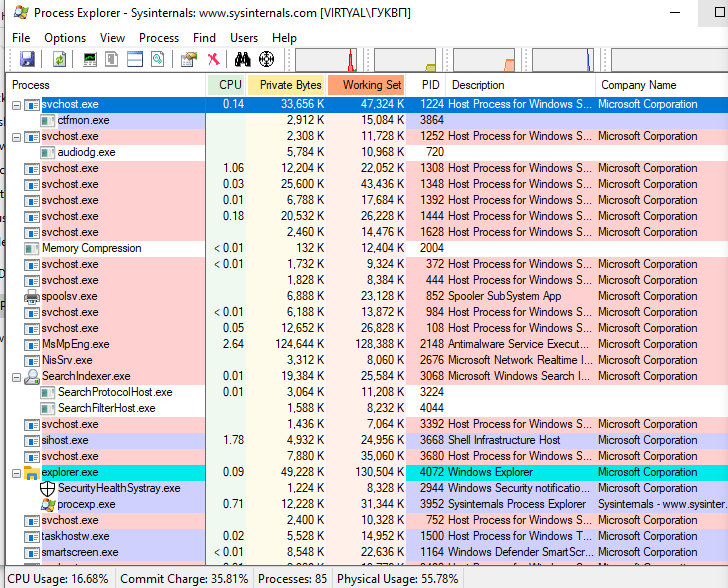 Process Explorer - Sysinternals: www.sysinternals.com [VIRTUAL\ГУКВП]
File Options View Process Find Users Help
Process CPU Private Bytes Working Set PID Description Company Name
svchost.exe 0.14 33,656 K 47,324 K 1224 Host Process for Windows S... Microsoft Corporation
ctfmon.exe 2,912 K 15,084 K 3864
svchost.exe 2,308 K 11,728 K 1252 Host Process for Windows S... Microsoft Corporation
audiodg.exe 5,784 K 10,968 K 720
svchost.exe 1.06 12,204 K 22,052 K 1308 Host Process for Windows S... Microsoft Corporation
svchost.exe 0.03 25,600 K 43,436 K 1348 Host Process for Windows S... Microsoft Corporation
svchost.exe 0.01 6,788 K 17,684 K 1392 Host Process for Windows S... Microsoft Corporation
svchost.exe 0.18 20,532 K 26,228 K 1444 Host Process for Windows S... Microsoft Corporation
svchost.exe 2,460 K 14,476 K 1628 Host Process for Windows S... Microsoft Corporation
Memory Compression < 0.01 132 K 12,404 K 2004
svchost.exe < 0.01 1,732 K 9,324 K 372 Host Process for Windows S... Microsoft Corporation
svchost.exe 1,828 K 8,384 K 444 Host Process for Windows S... Microsoft Corporation
spoolsv.exe 6,888 K 23,128 K 852 Spooler SubSystem App Microsoft Corporation
svchost.exe < 0.01 6,188 K 13,872 K 984 Host Process for Windows S... Microsoft Corporation
svchost.exe 0.05 12,652 K 26,828 K 108 Host Process for Windows S... Microsoft Corporation
MsMpEng.exe 2.64 124,644 K 128,388 K 2148 Antimalware Service Execut... Microsoft Corporation
NisSrv.exe 3,312 K 8,060 K 2676 Microsoft Network Realtime I... Microsoft Corporation
SearchIndexer.exe 0.01 19,384 K 25,584 K 3068 Microsoft Windows Search I... Microsoft Corporation
SearchProtocolHost.exe 0.01 3,064 K 11,208 K 3224
SearchFilterHost.exe 1,588 K 8,232 K 4044
svchost.exe 1,436 K 7,064 K 3392 Host Process for Windows S... Microsoft Corporation
sihost.exe 1.78 4,932 K 24,956 K 3668 Shell Infrastructure Host Microsoft Corporation
svchost.exe 7,880 K 35,060 K 3680 Host Process for Windows S... Microsoft Corporation
explorer.exe 0.09 49,228 K 130,504 K 4072 Windows Explorer Microsoft Corporation
SecurityHealthSystray.exe 1,224 K 8,328 K 2944 Windows Security notificatio... Microsoft Corporation
procexp.exe 0.71 12,228 K 31,344 K 3952 Sysinternals Process Explorer Sysinternals - www.sysinter...
svchost.exe 2,400 K 10,328 K 752 Host Process for Windows S... Microsoft Corporation
taskhostw.exe 0.02 5,528 K 14,952 K 1500 Host Process for Windows T... Microsoft Corporation
smartscreen.exe < 0.01 8,548 K 22,636 K 1164 Windows Defender SmartScr... Microsoft Corporation
CPU Usage: 16.68% Commit Charge: 35.81% Processes: 85 Physical Usage: 55.78%